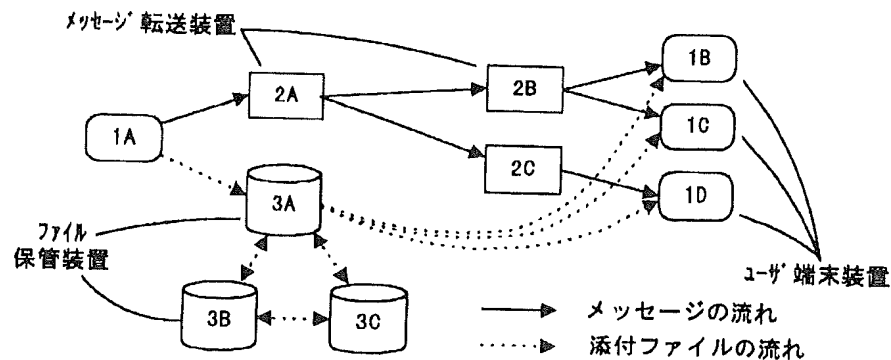 メッセージ転送装置
1A
2A
2B
2C
1B
1C
1D
3A
ファイル
保管装置
3B
3C
ユーザ端末装置
メッセージの流れ
添付ファイルの流れ